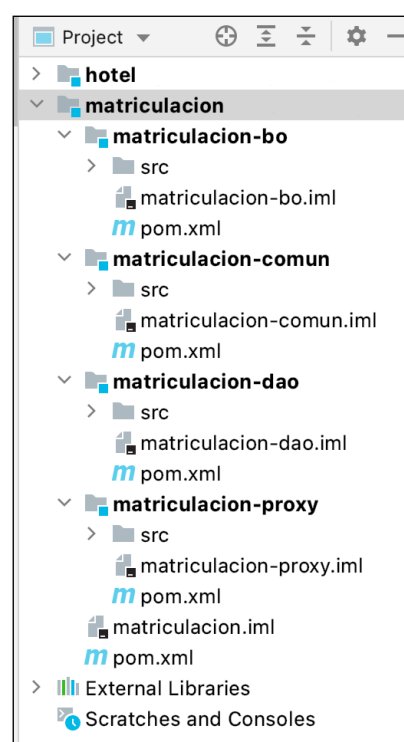 Project
hotel
matriculacion
matriculacion-bo
src
matriculacion-bo.iml
m pom.xml
matriculacion-comun
src
matriculacion-comun.iml
m pom.xml
matriculacion-dao
src
matriculacion-dao.iml
m pom.xml
matriculacion-proxy
src
matriculacion-proxy.iml
m pom.xml
matriculacion.iml
m pom.xml
External Libraries
Scratches and Consoles